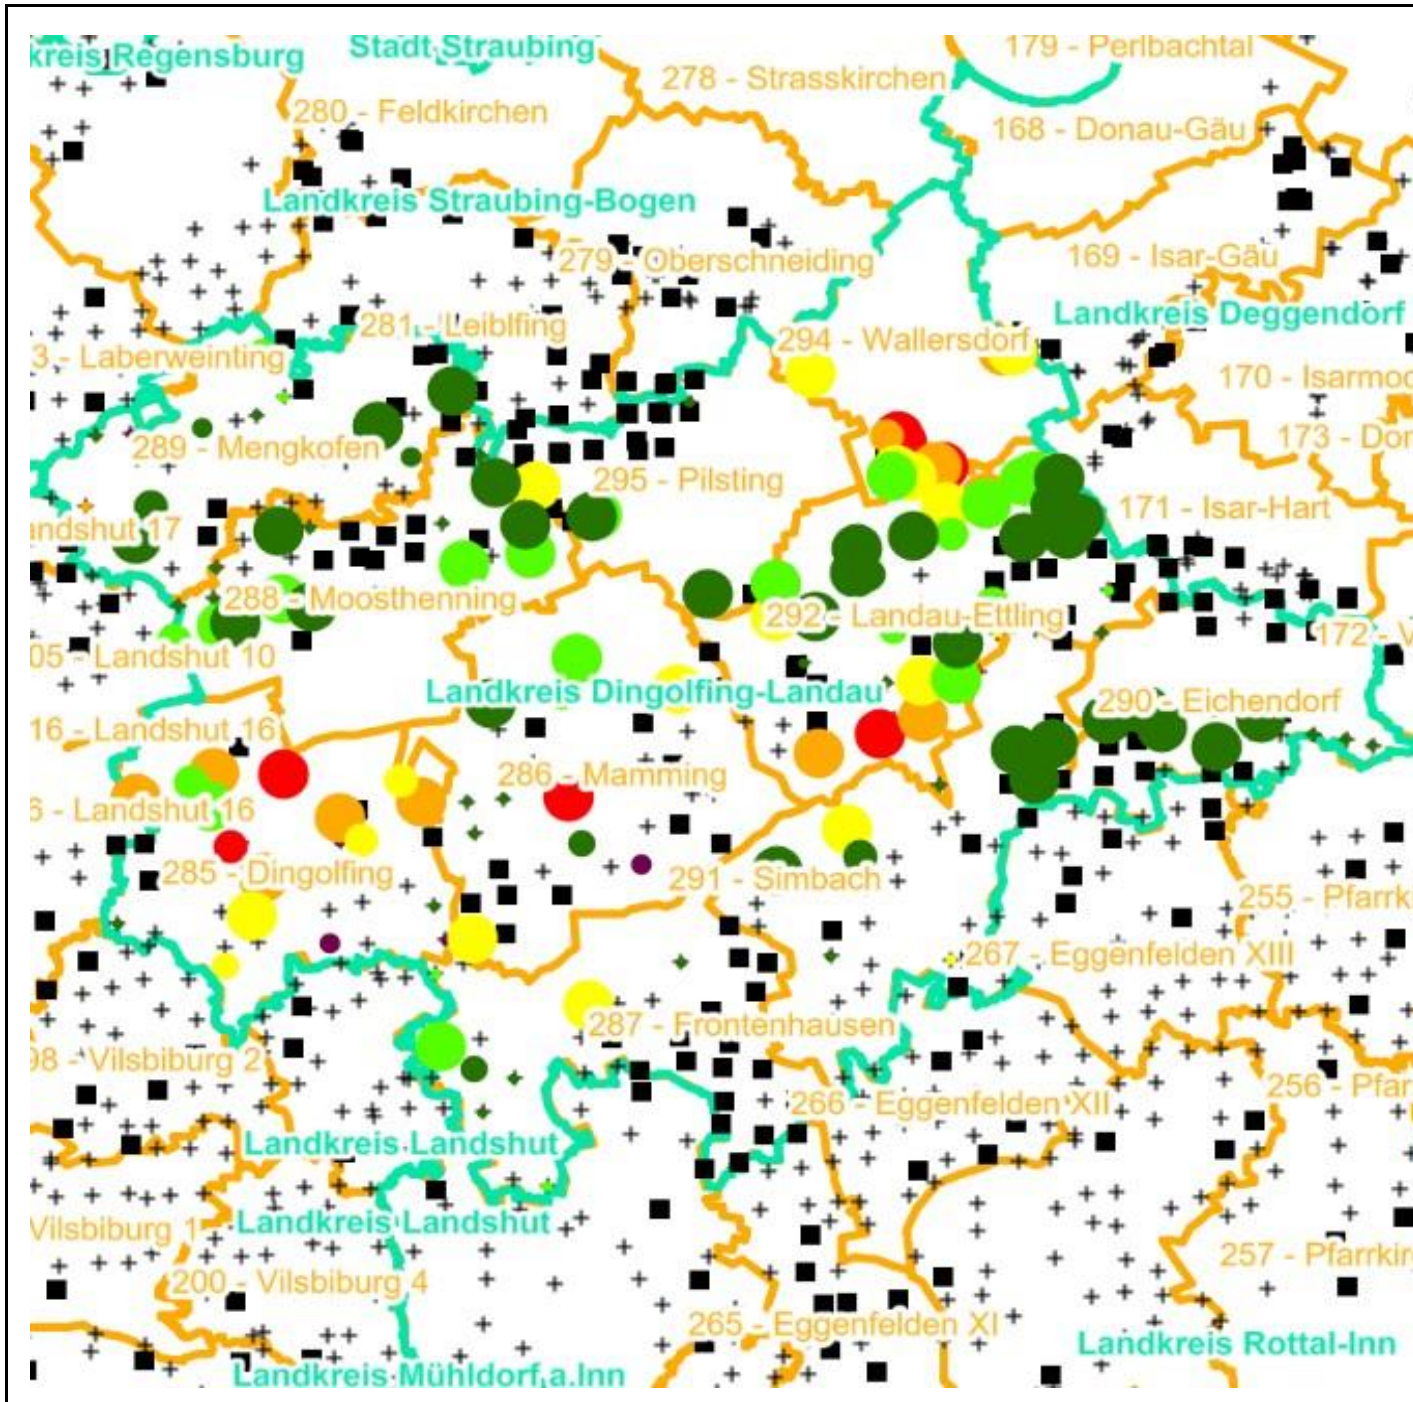 Stadt Straubing
kreis Regensburg
179 - Perlbachtal
278 - Strasskirchen
280 - Feldkirchen
168 - Donau-Gäu
Landkreis Straubing-Bogen
279 - Oberschneiding
169 - Isar-Gäu
Landkreis Deggendorf
281 - Leiblfing
294 - Wallersdorf
3 - Laberweinting
170 - Isarmoo
289 - Mengkofen
173 - Dor
295 - Pilsting
171 - Isar-Hart
andshut 17
288 - Moosthenning
292 - Landau-Ettling
172 - V
05 - Landshut 10
Landkreis Dingolfing-Landau
290 - Eichendorf
16 - Landshut 16
286 - Mamming
6 - Landshut 16
285 - Dingolfing
291 - Simbach
255 - Pfarrk
267 - Eggenfelden XIII
287 - Frontenhausen
98 - Vilsbiburg 2
256 - Pfar
266 - Eggenfelden XII
Landkreis Landshut
Landkreis Landshut
Vilsbiburg 1
257 - Pfarrkir
200 - Vilsbiburg 4
265 - Eggenfelden XI
Landkreis Rottal-Inn
Landkreis Mühldorf a.Inn